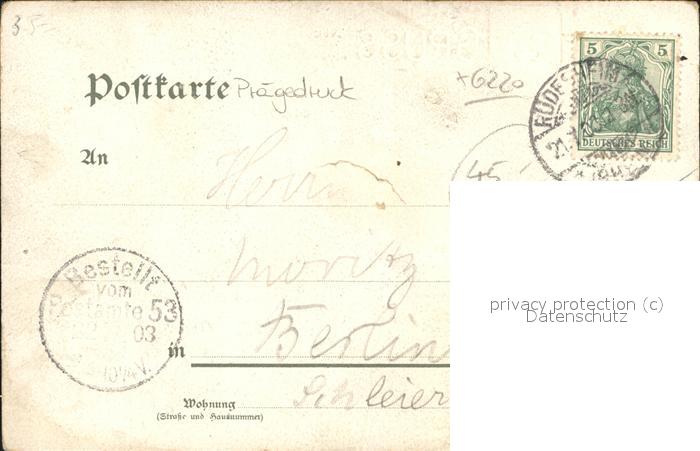 35-
Postkarte Prägedruck
+6220
5 5
DEUTSCHES REICH
RÜDESHEIM
An Herrn
45
Moritz
in Berlin
Schleier
Wohnung
(Straße und Hausnummer)
Bestellt
vom
Postamte 53
03
privacy protection (c)
Datenschutz